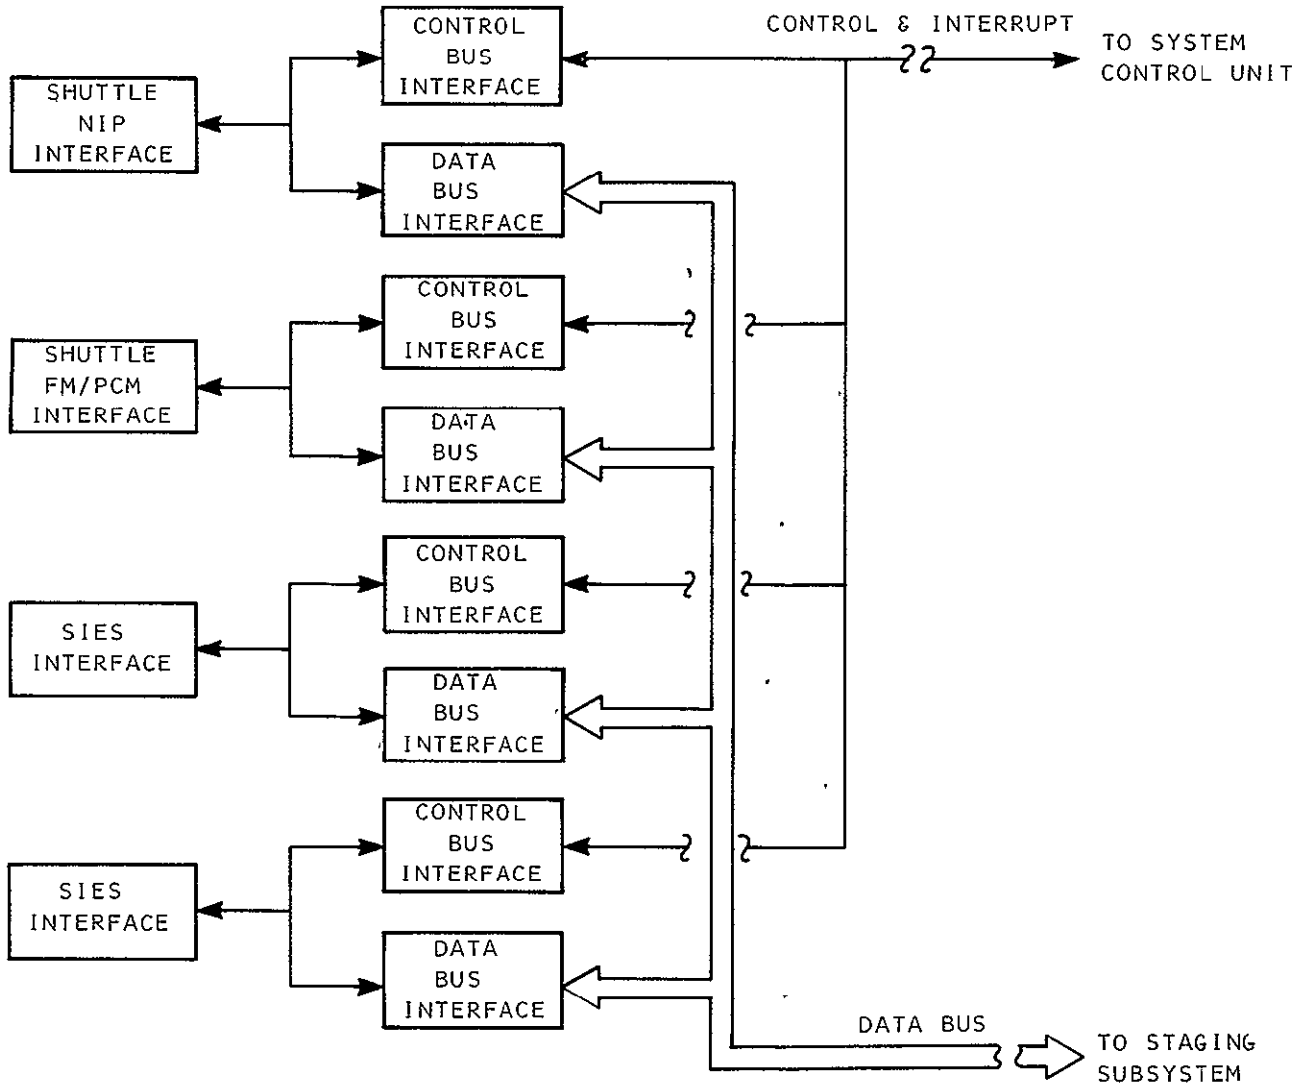 CONTROL
BUS
INTERFACE
CONTROL & INTERRUPT
TO SYSTEM
CONTROL UNIT
SHUTTLE
NIP
INTERFACE
DATA
BUS
INTERFACE
CONTROL
BUS
INTERFACE
SHUTTLE
FM/PCM
INTERFACE
DATA
BUS
INTERFACE
CONTROL
BUS
INTERFACE
SIES
INTERFACE
DATA
BUS
INTERFACE
CONTROL
BUS
INTERFACE
SIES
INTERFACE
DATA
BUS
INTERFACE
DATA BUS
TO STAGING
SUBSYSTEM